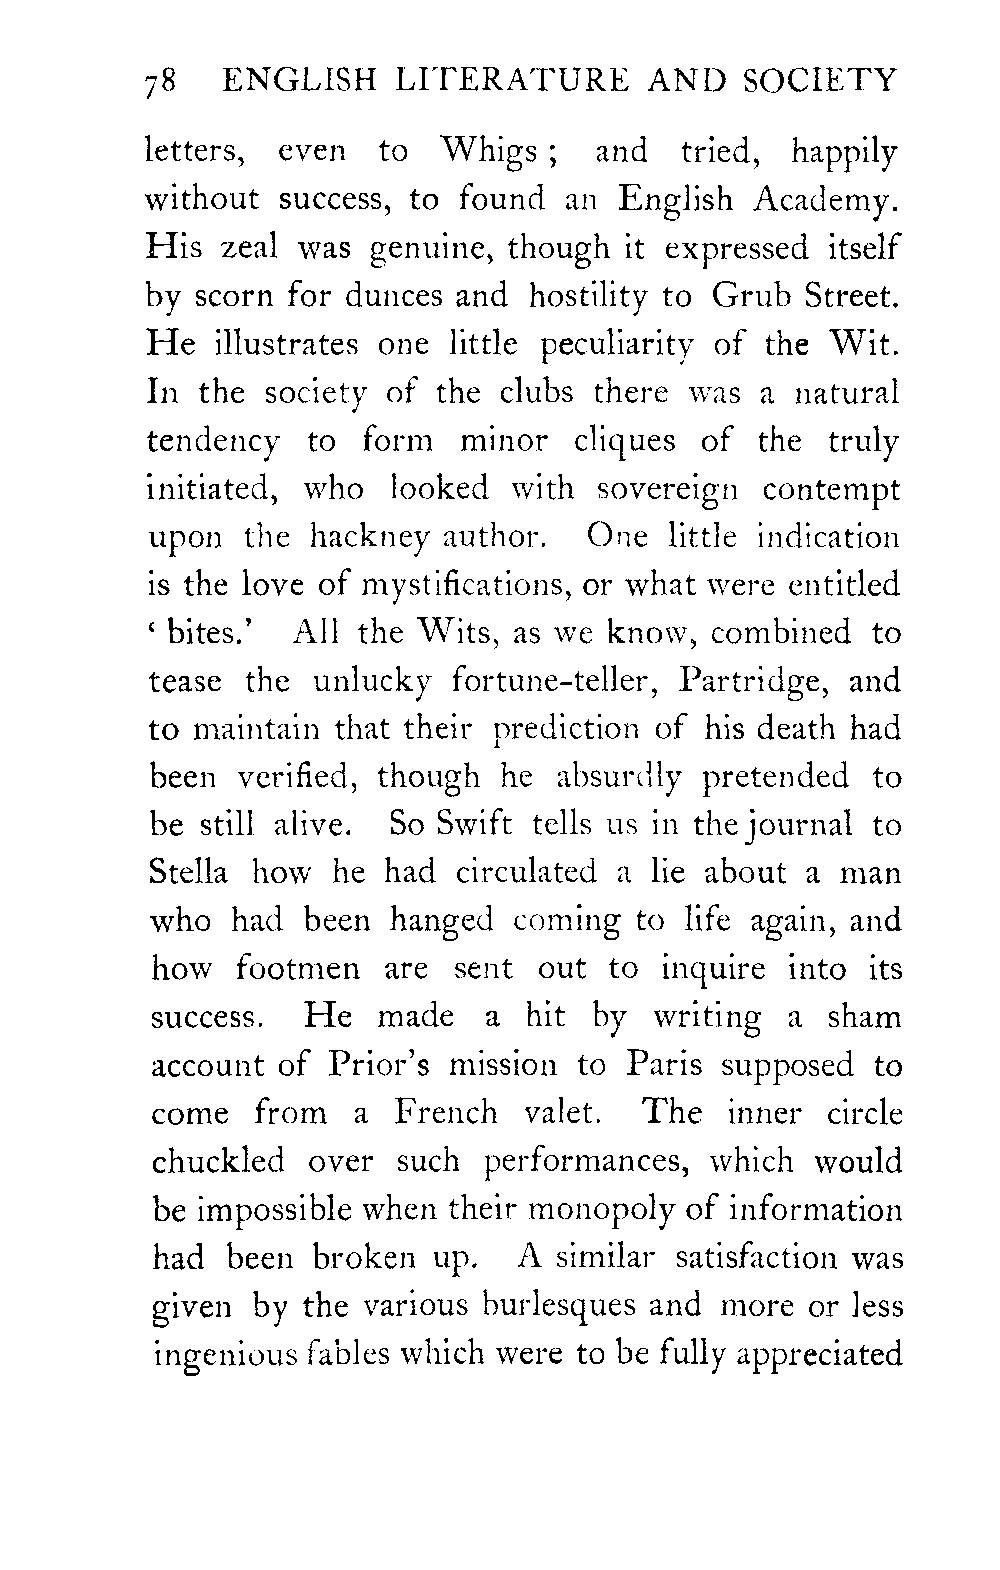 78 ENGLISH LITERATURE AND SOCIETY
letters, even to Whigs ; and tried, happily
without success, to found an English Academy.
His zeal was genuine, though it expressed itself
by scorn for dunces and hostility to Grub Street.
He illustrates one little peculiarity of the Wit.
In the society of the clubs there was a natural
tendency to form minor cliques of the truly
initiated, who looked with sovereign contempt
upon the hackney author. One little indication
is the love of mystifications, or what were entitled
‘ bites.’ All the Wits, as we know, combined to
tease the unlucky fortune-teller, Partridge, and
to maintain that their prediction of his death had
been verified, though he absurdly pretended to
be still alive. So Swift tells us in the journal to
Stella how he had circulated a lie about a man
who had been hanged coming to life again, and
how footmen are sent out to inquire into its
success. He made a hit by writing a sham
account of Prior’s mission to Paris supposed to
come from a French valet. The inner circle
chuckled over such performances, which would
be impossible when their monopoly of information
had been broken up. A similar satisfaction was
given by the various burlesques and more or less
ingenious fables which were to be fully appreciated